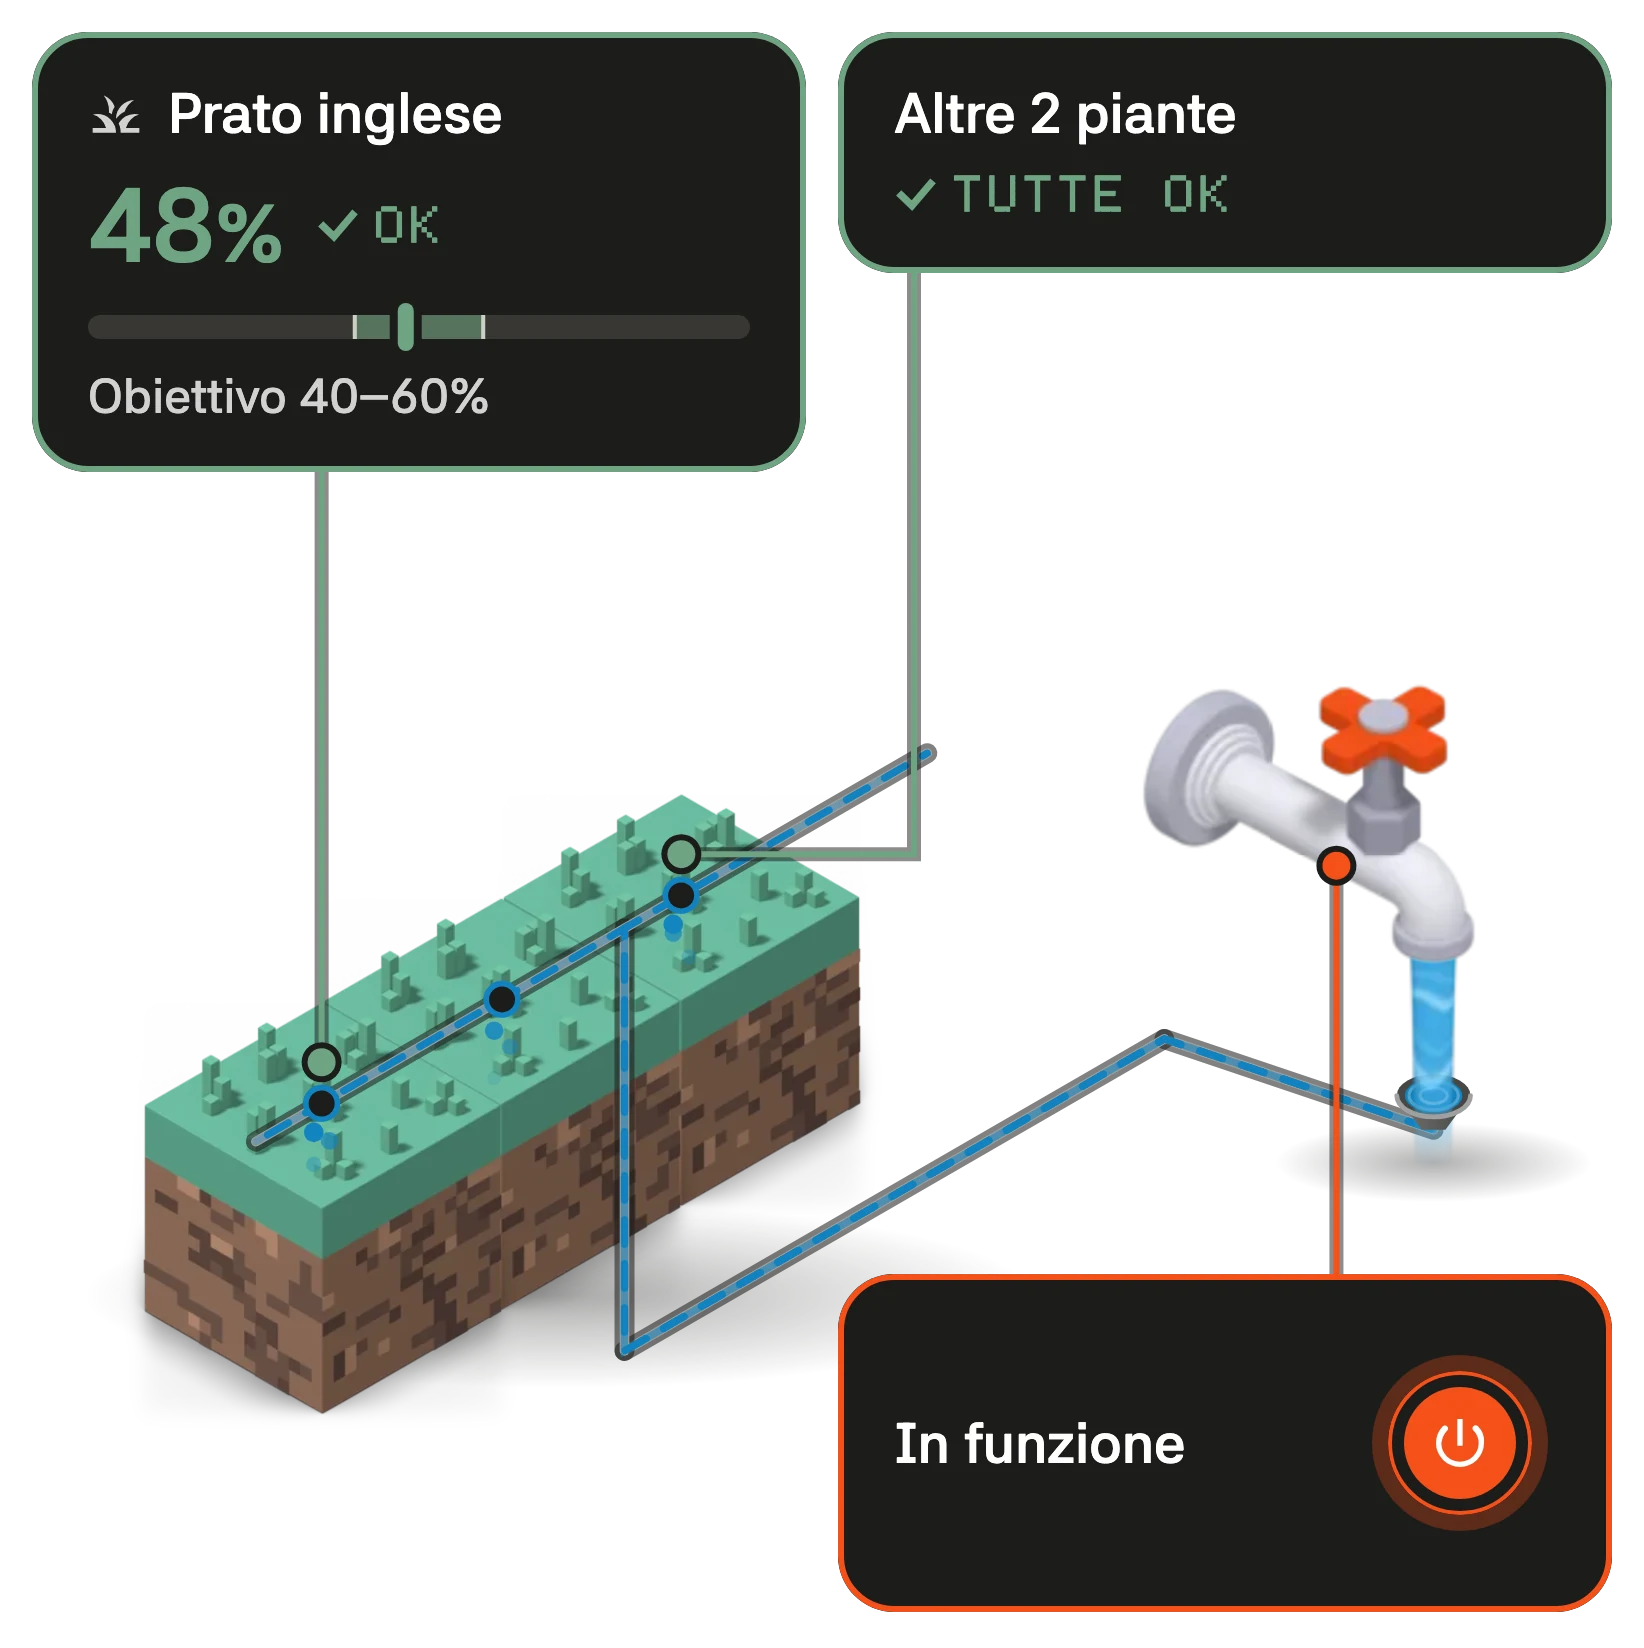 Prato inglese
48% OK
Obiettivo 40–60%
Altre 2 piante
TUTTE OK
In funzione